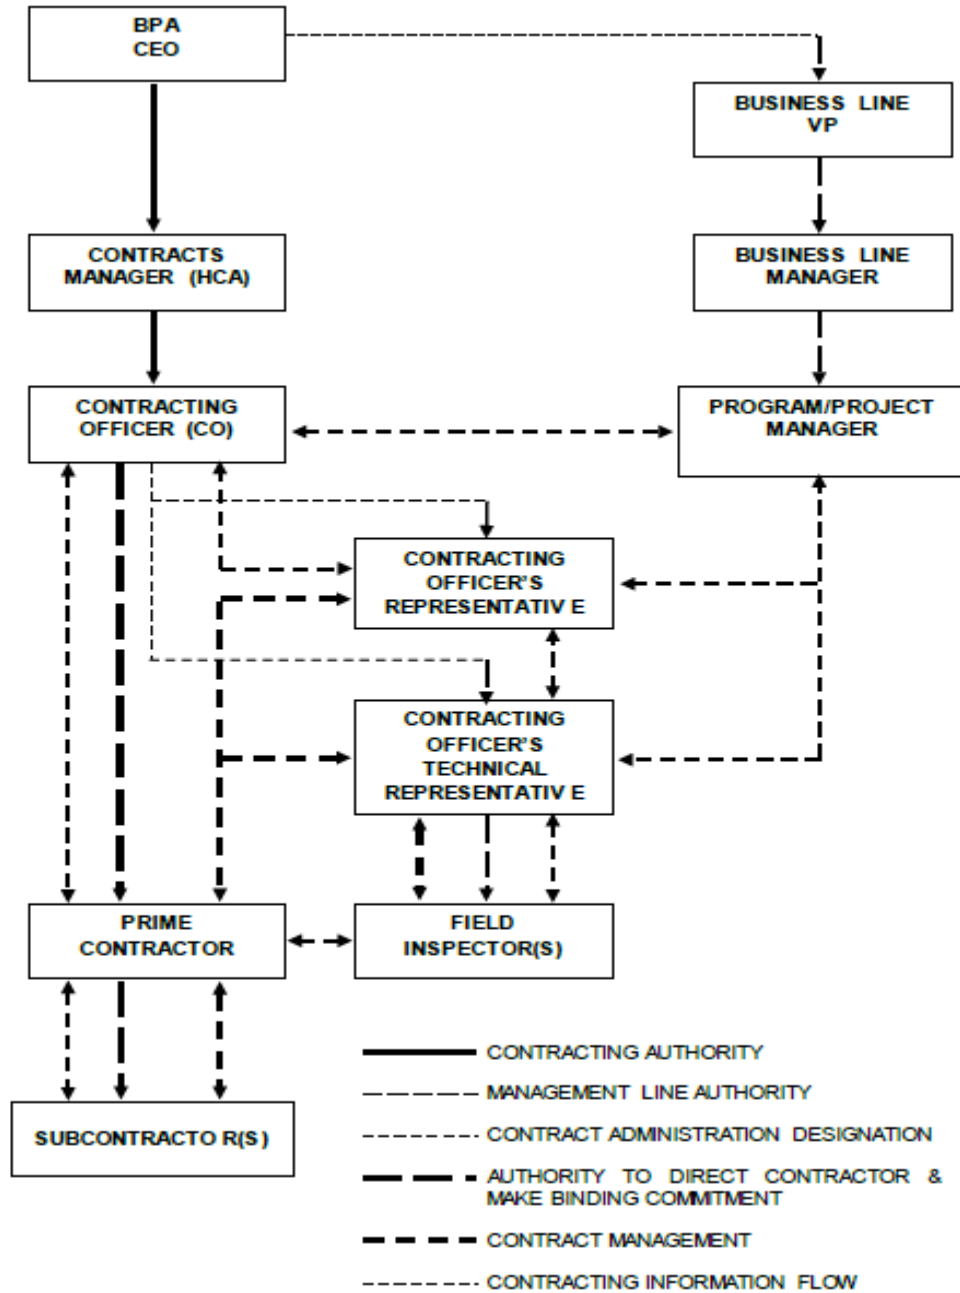 BPA
CEO
BUSINESS LINE
VP
CONTRACTS
MANAGER (HCA)
BUSINESS LINE
MANAGER
CONTRACTING
OFFICER (CO)
PROGRAM/PROJECT
MANAGER
CONTRACTING
OFFICER'S
REPRESENTATIV E
CONTRACTING
OFFICER'S
TECHNICAL
REPRESENTATIV E
PRIME
CONTRACTOR
FIELD
INSPECTOR(S)
SUBCONTRACTO R(S)
CONTRACTING AUTHORITY
MANAGEMENT LINE AUTHORITY
CONTRACT ADMINISTRATION DESIGNATION
AUTHORITY TO DIRECT CONTRACTOR &
MAKE BINDING COMMITMENT
CONTRACT MANAGEMENT
CONTRACTING INFORMATION FLOW